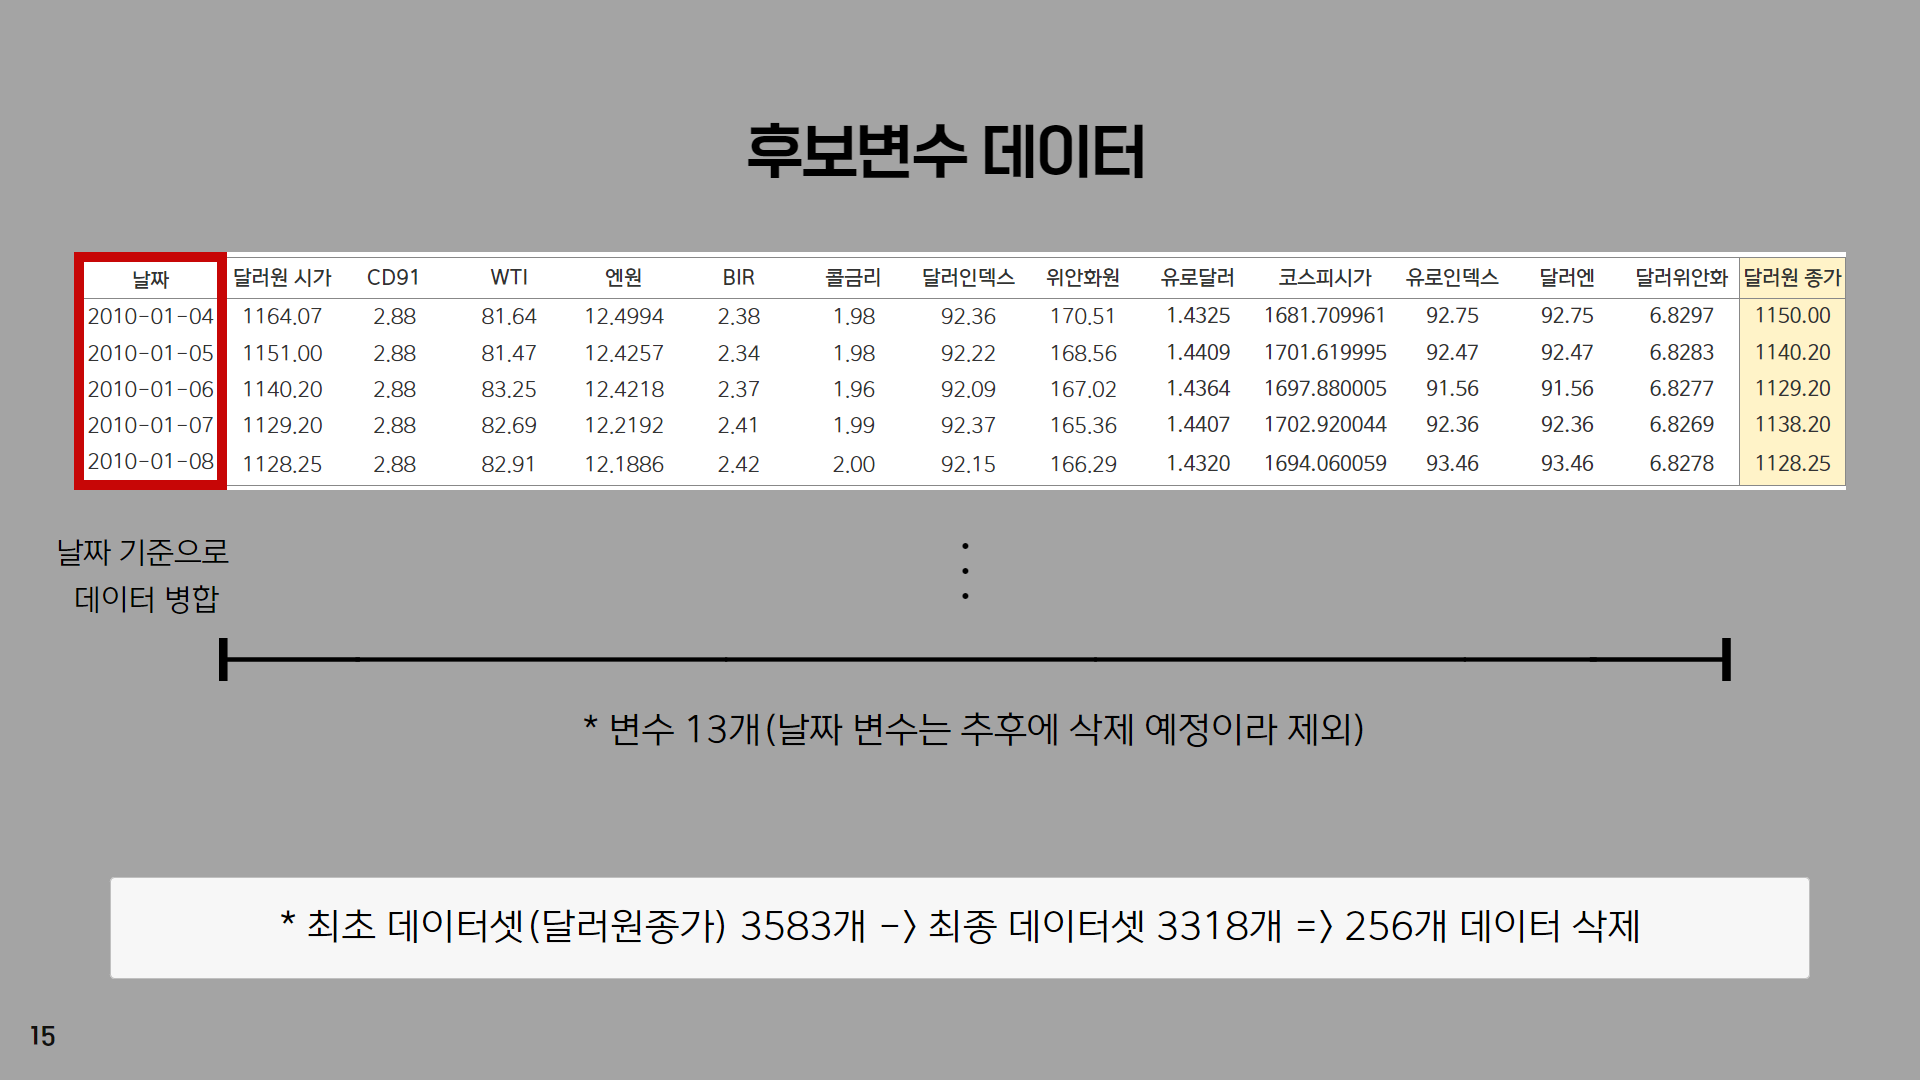 후보변수 데이터
날짜 달러원 시가 CD91 WTI 엔원 BIR 콜금리 달러인덱스 위안화원 유로달러 코스피시가 유로인덱스 달러엔 달러위안화 달러원 종가
2010-01-04 1164.07 2.88 81.64 12.4994 2.38 1.98 92.36 170.51 1.4325 1681.709961 92.75 92.75 6.8297 1150.00
2010-01-05 1151.00 2.88 81.47 12.4257 2.34 1.98 92.22 168.56 1.4409 1701.619995 92.47 92.47 6.8283 1140.20
2010-01-06 1140.20 2.88 83.25 12.4218 2.37 1.96 92.09 167.02 1.4364 1697.880005 91.56 91.56 6.8277 1129.20
2010-01-07 1129.20 2.88 82.69 12.2192 2.41 1.99 92.37 165.36 1.4407 1702.920044 92.36 92.36 6.8269 1138.20
2010-01-08 1128.25 2.88 82.91 12.1886 2.42 2.00 92.15 166.29 1.4320 1694.060059 93.46 93.46 6.8278 1128.25
날짜 기준으로
데이터 병합
* 변수 13개(날짜 변수는 추후에 삭제 예정이라 제외)
* 최초 데이터셋(달러원종가) 3583개 -> 최종 데이터셋 3318개 => 256개 데이터 삭제
15